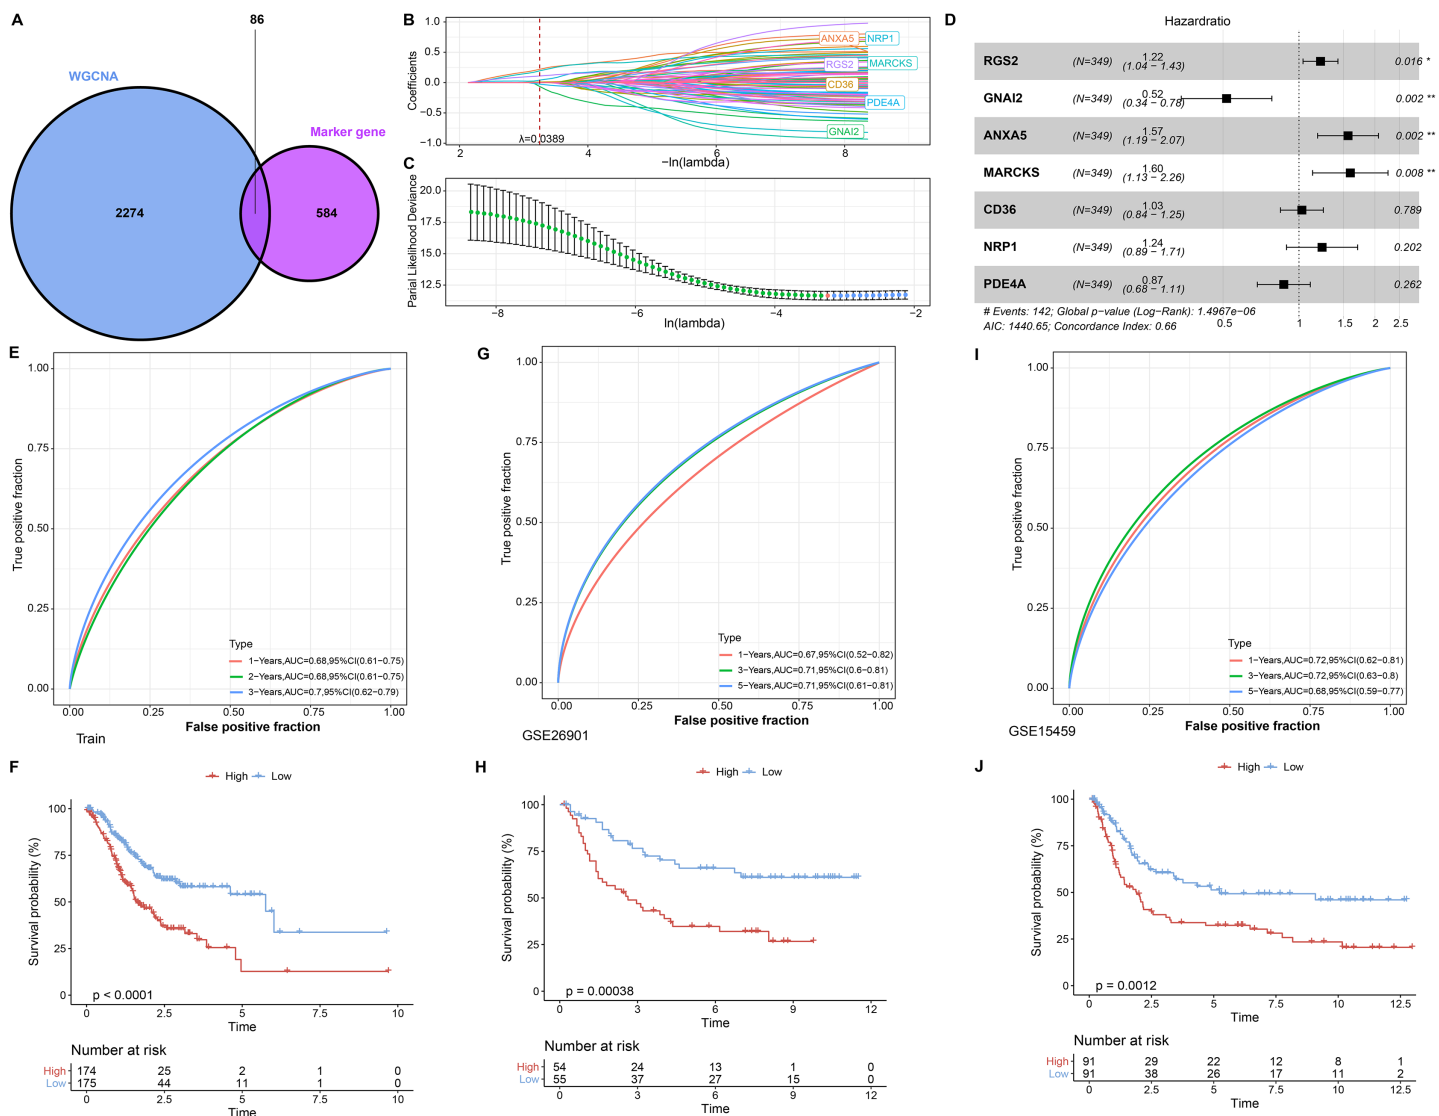 A
86
WGCNA
Marker gene
2274
584
B
Coefficients
1.0
0.5
0.0
−0.5
−1.0
ANXA5
NRP1
RGS2
MARCKS
CD36
PDE4A
GNAI2
λ=0.0389
2
4
6
8
−ln(lambda)
C
Parial Likelihood Deviance
20.0
17.5
15.0
12.5
−8
−6
−4
−2
ln(lambda)
D
Hazardratio
RGS2 (N=349) 1.22 (1.04 − 1.43) 0.016 *
GNAI2 (N=349) 0.52 (0.34 − 0.78) 0.002 **
ANXA5 (N=349) 1.57 (1.19 − 2.07) 0.002 **
MARCKS (N=349) 1.60 (1.13 − 2.26) 0.008 **
CD36 (N=349) 1.03 (0.84 − 1.25) 0.789
NRP1 (N=349) 1.24 (0.89 − 1.71) 0.202
PDE4A (N=349) 0.87 (0.68 − 1.11) 0.262
# Events: 142; Global p−value (Log−Rank): 1.4967e−06
AIC: 1440.65; Concordance Index: 0.66
0.5 1 1.5 2 2.5
E
True positive fraction
1.00
0.75
0.50
0.25
0.00
Type
1−Years,AUC=0.68,95%CI(0.61−0.75)
2−Years,AUC=0.68,95%CI(0.61−0.75)
3−Years,AUC=0.7,95%CI(0.62−0.79)
0.00 0.25 0.50 0.75 1.00
False positive fraction
Train
G
True positive fraction
1.00
0.75
0.50
0.25
0.00
Type
1−Years,AUC=0.67,95%CI(0.52−0.82)
3−Years,AUC=0.71,95%CI(0.6−0.81)
5−Years,AUC=0.71,95%CI(0.61−0.81)
0.00 0.25 0.50 0.75 1.00
False positive fraction
GSE26901
I
True positive fraction
1.00
0.75
0.50
0.25
0.00
Type
1−Years,AUC=0.72,95%CI(0.62−0.81)
3−Years,AUC=0.72,95%CI(0.63−0.8)
5−Years,AUC=0.68,95%CI(0.59−0.77)
0.00 0.25 0.50 0.75 1.00
False positive fraction
GSE15459
F
High Low
Survival probability (%)
100
75
50
25
0
p < 0.0001
0 2.5 5 7.5 10
Time
Number at risk
High 174 25 2 1 0
Low 175 44 11 1 0
0 2.5 5 7.5 10
Time
H
High Low
Survival probability (%)
100
75
50
25
0
p = 0.00038
0 3 6 9 12
Time
Number at risk
High 54 24 13 1 0
Low 55 37 27 15 0
0 3 6 9 12
Time
J
High Low
Survival probability (%)
100
75
50
25
0
p = 0.0012
0 2.5 5 7.5 10 12.5
Time
Number at risk
High 91 29 22 12 8 1
Low 91 38 26 17 11 2
0 2.5 5 7.5 10 12.5
Time